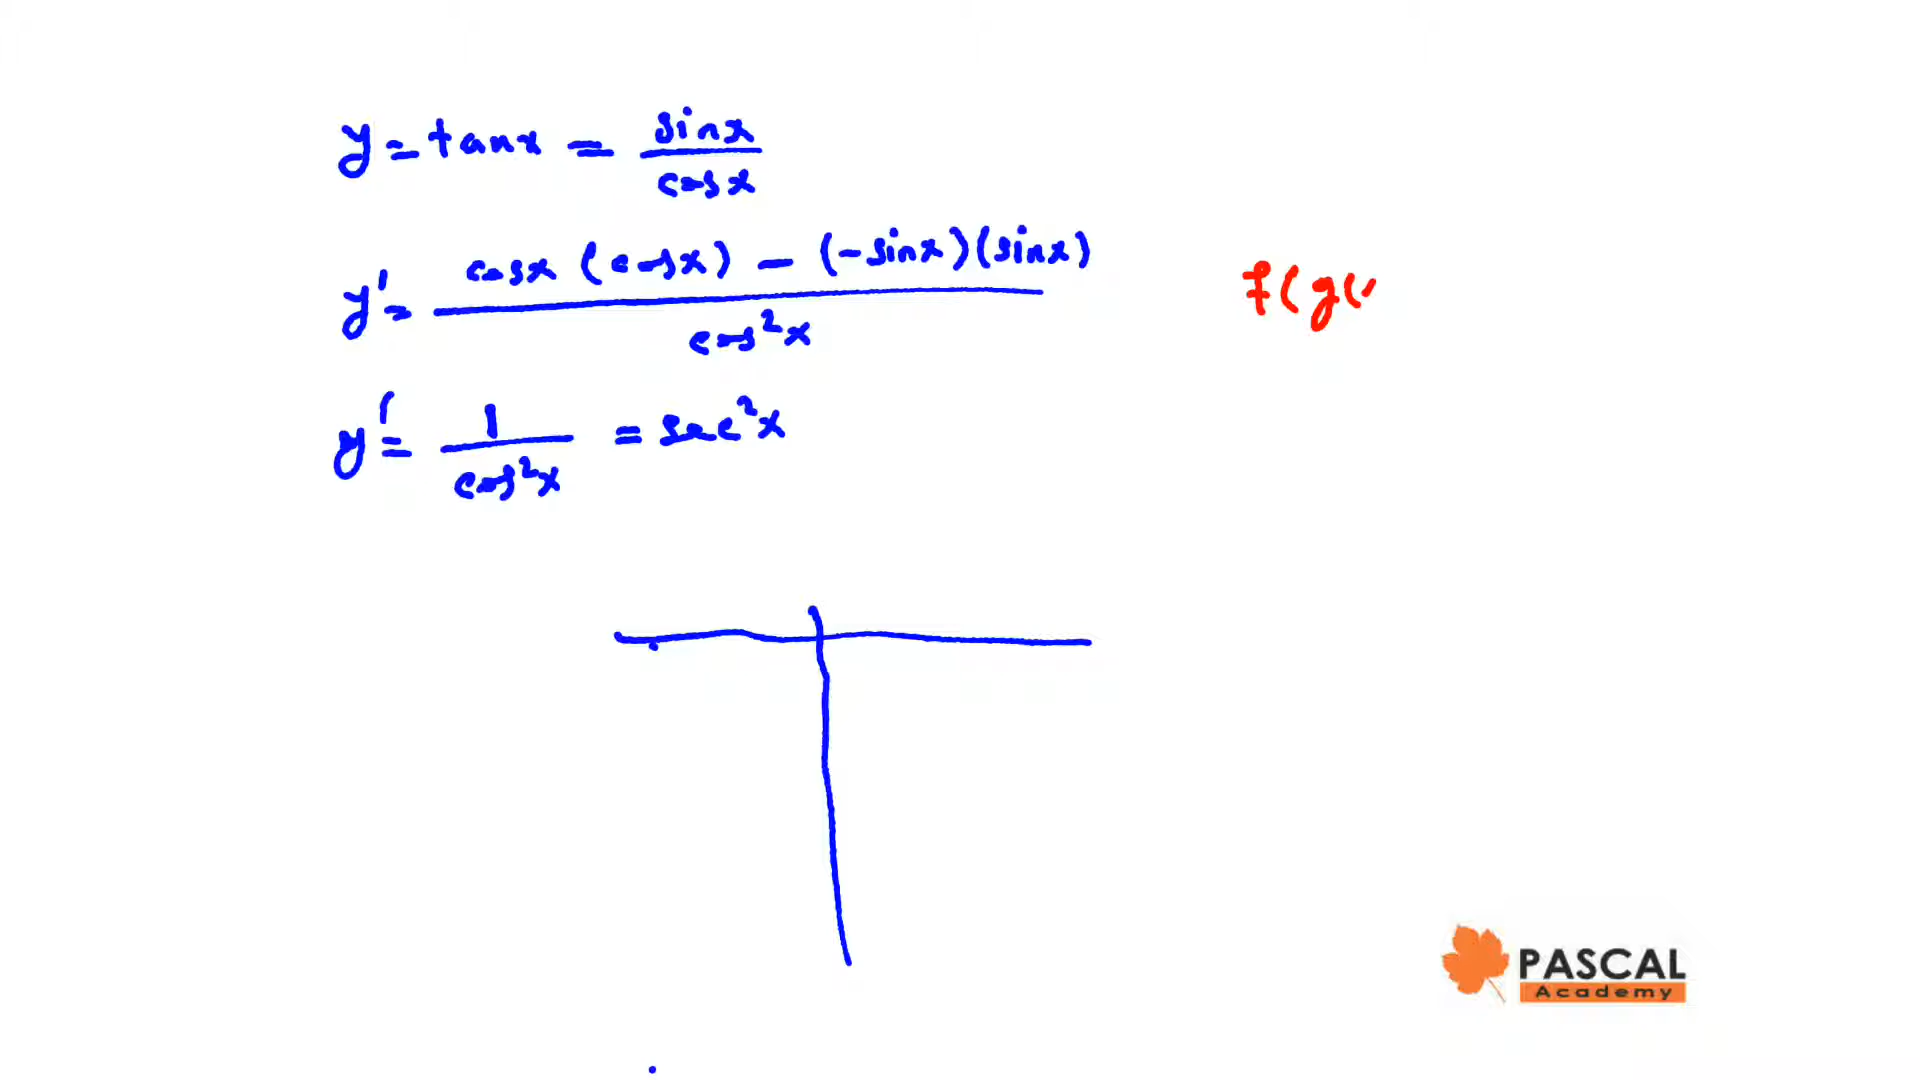 y = tanx = sinx / cosx
y' = cosx (cosx) - (-sinx)(sinx) / cos²x
f(g(
y' = 1 / cos²x = sec²x
PASCAL
Academy